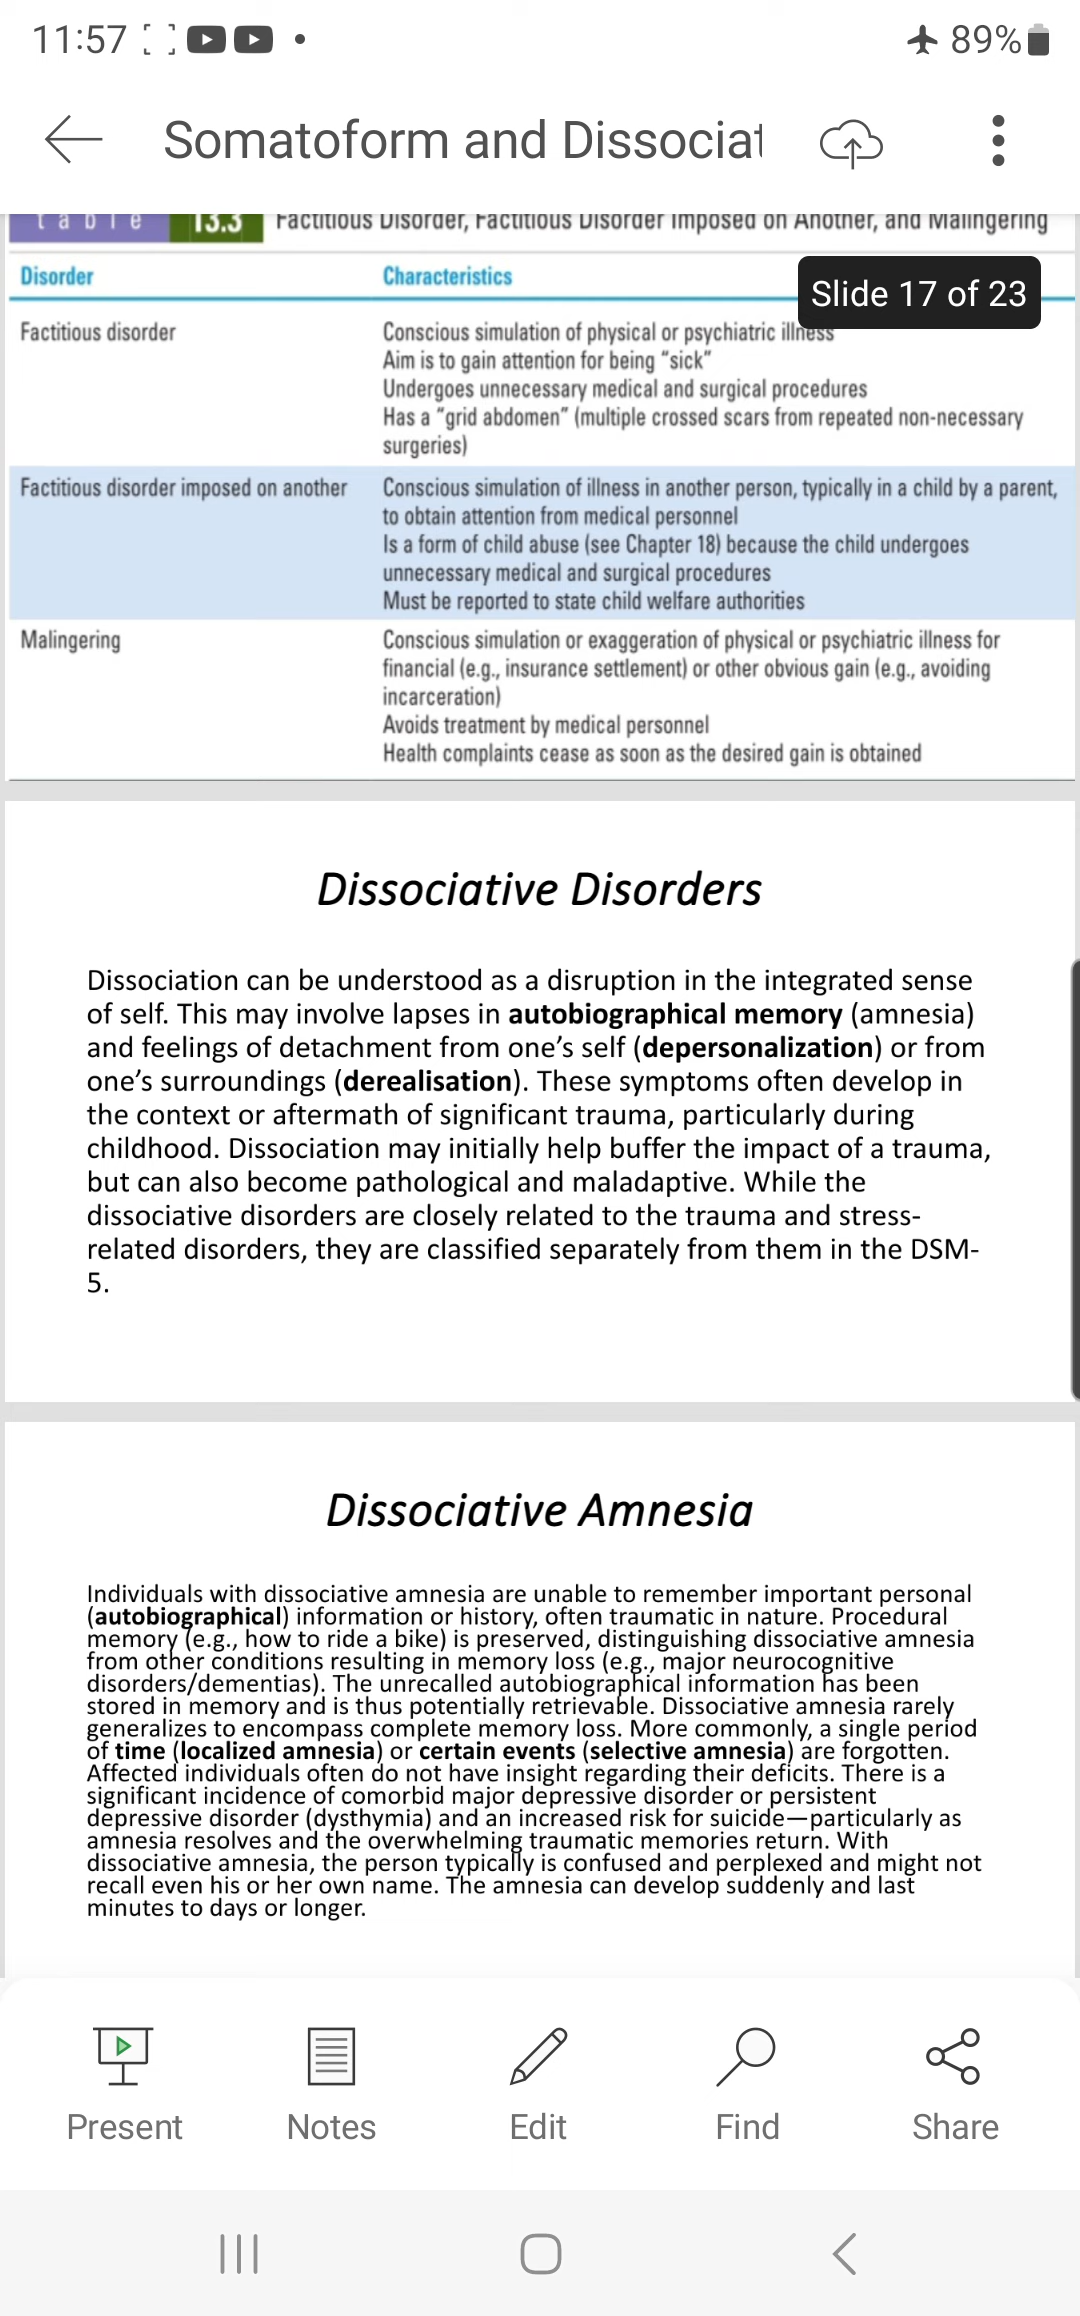 11:57
89%
Somatoform and Dissociat
table 13.3 Factitious Disorder, Factitious Disorder Imposed on Another, and Malingering
Disorder Characteristics
Slide 17 of 23
Factitious disorder Conscious simulation of physical or psychiatric illness
Aim is to gain attention for being “sick”
Undergoes unnecessary medical and surgical procedures
Has a “grid abdomen” (multiple crossed scars from repeated non-necessary
surgeries)
Factitious disorder imposed on another Conscious simulation of illness in another person, typically in a child by a parent,
to obtain attention from medical personnel
Is a form of child abuse (see Chapter 18) because the child undergoes
unnecessary medical and surgical procedures
Must be reported to state child welfare authorities
Malingering Conscious simulation or exaggeration of physical or psychiatric illness for
financial (e.g., insurance settlement) or other obvious gain (e.g., avoiding
incarceration)
Avoids treatment by medical personnel
Health complaints cease as soon as the desired gain is obtained
Dissociative Disorders
Dissociation can be understood as a disruption in the integrated sense
of self. This may involve lapses in autobiographical memory (amnesia)
and feelings of detachment from one’s self (depersonalization) or from
one’s surroundings (derealisation). These symptoms often develop in
the context or aftermath of significant trauma, particularly during
childhood. Dissociation may initially help buffer the impact of a trauma,
but can also become pathological and maladaptive. While the
dissociative disorders are closely related to the trauma and stress-
related disorders, they are classified separately from them in the DSM-
5.
Dissociative Amnesia
Individuals with dissociative amnesia are unable to remember important personal
(autobiographical) information or history, often traumatic in nature. Procedural
memory (e.g., how to ride a bike) is preserved, distinguishing dissociative amnesia
from other conditions resulting in memory loss (e.g., major neurocognitive
disorders/dementias). The unrecalled autobiographical information has been
stored in memory and is thus potentially retrievable. Dissociative amnesia rarely
generalizes to encompass complete memory loss. More commonly, a single period
of time (localized amnesia) or certain events (selective amnesia) are forgotten.
Affected individuals often do not have insight regarding their deficits. There is a
significant incidence of comorbid major depressive disorder or persistent
depressive disorder (dysthymia) and an increased risk for suicide—particularly as
amnesia resolves and the overwhelming traumatic memories return. With
dissociative amnesia, the person typically is confused and perplexed and might not
recall even his or her own name. The amnesia can develop suddenly and last
minutes to days or longer.
Present Notes Edit Find Share